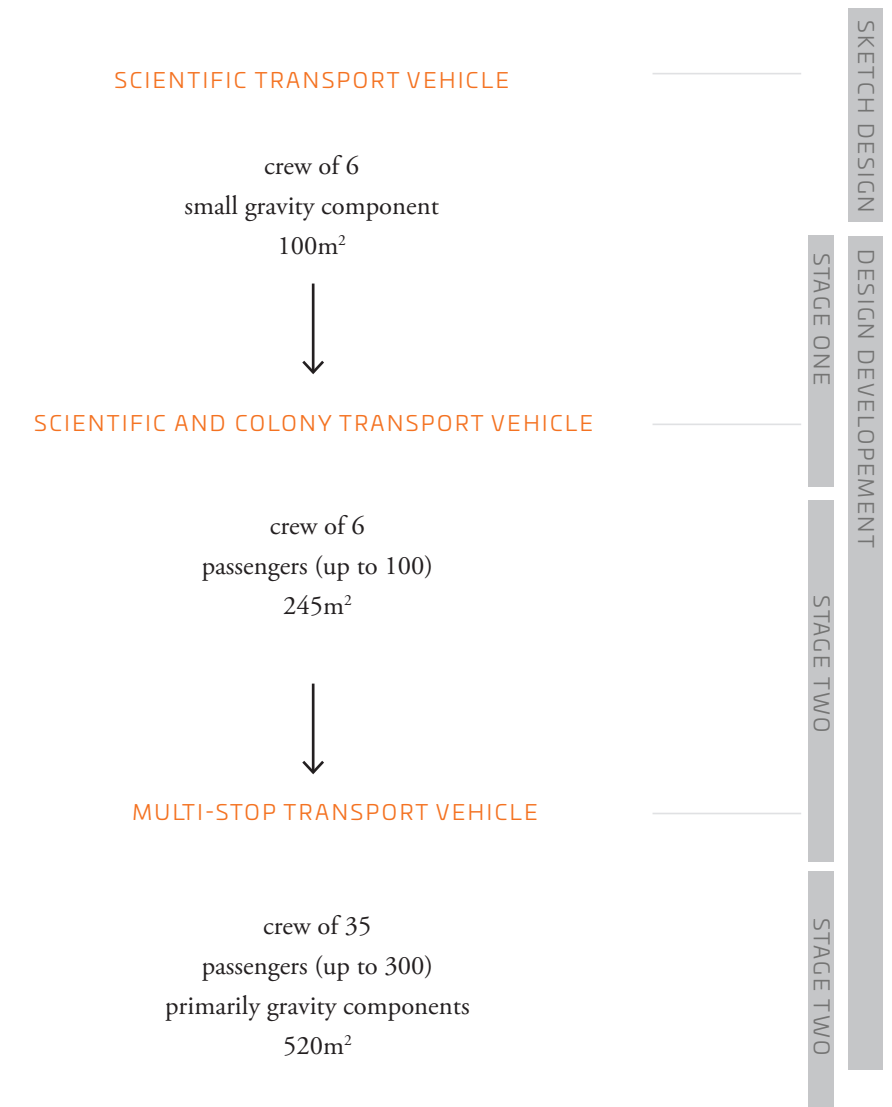 SCIENTIFIC TRANSPORT VEHICLE
crew of 6
small gravity component
100m²
SCIENTIFIC AND COLONY TRANSPORT VEHICLE
crew of 6
passengers (up to 100)
245m²
MULTI-STOP TRANSPORT VEHICLE
crew of 35
passengers (up to 300)
primarily gravity components
520m²
SKETCH DESIGN
DESIGN DEVELOPEMENT
STAGE ONE
STAGE TWO
STAGE TWO